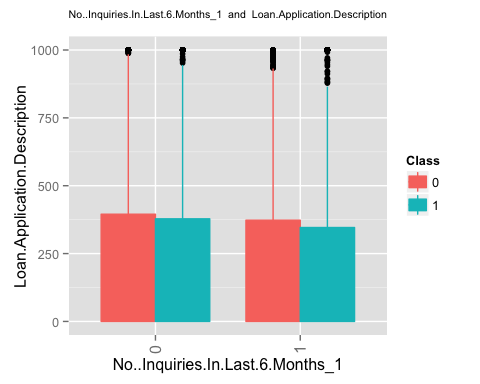 No..Inquiries.In.Last.6.Months_1 and Loan.Application.Description
1000
750
500
250
0
Loan.Application.Description
0
1
No..Inquiries.In.Last.6.Months_1
Class
0
1